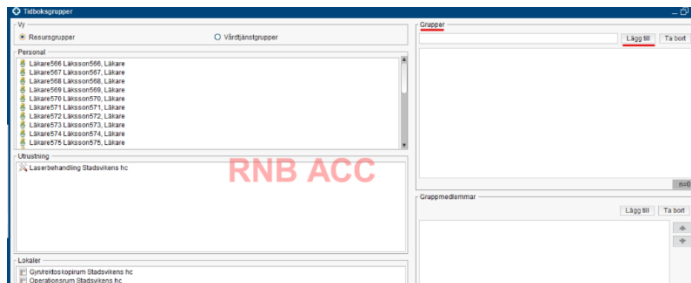 Tidboksgrupper
Vy
Resursgrupper
Vårdtjänstgrupper
Personal
Läkare566 Läksson566, Läkare
Läkare567 Läksson567, Läkare
Läkare568 Läksson568, Läkare
Läkare569 Läksson569, Läkare
Läkare570 Läksson570, Läkare
Läkare571 Läksson571, Läkare
Läkare572 Läksson572, Läkare
Läkare573 Läksson573, Läkare
Läkare574 Läksson574, Läkare
Läkare575 Läksson575, Läkare
Utrustning
Laserbehandling Stadsvikens hc
RNB ACC
Lokaler
Gyn/rektoskopirum Stadsvikens hc
Operationsrum Stadsvikens hc
Grupper
Lägg till
Ta bort
n=0
Gruppmedlemmar
Lägg till
Ta bort